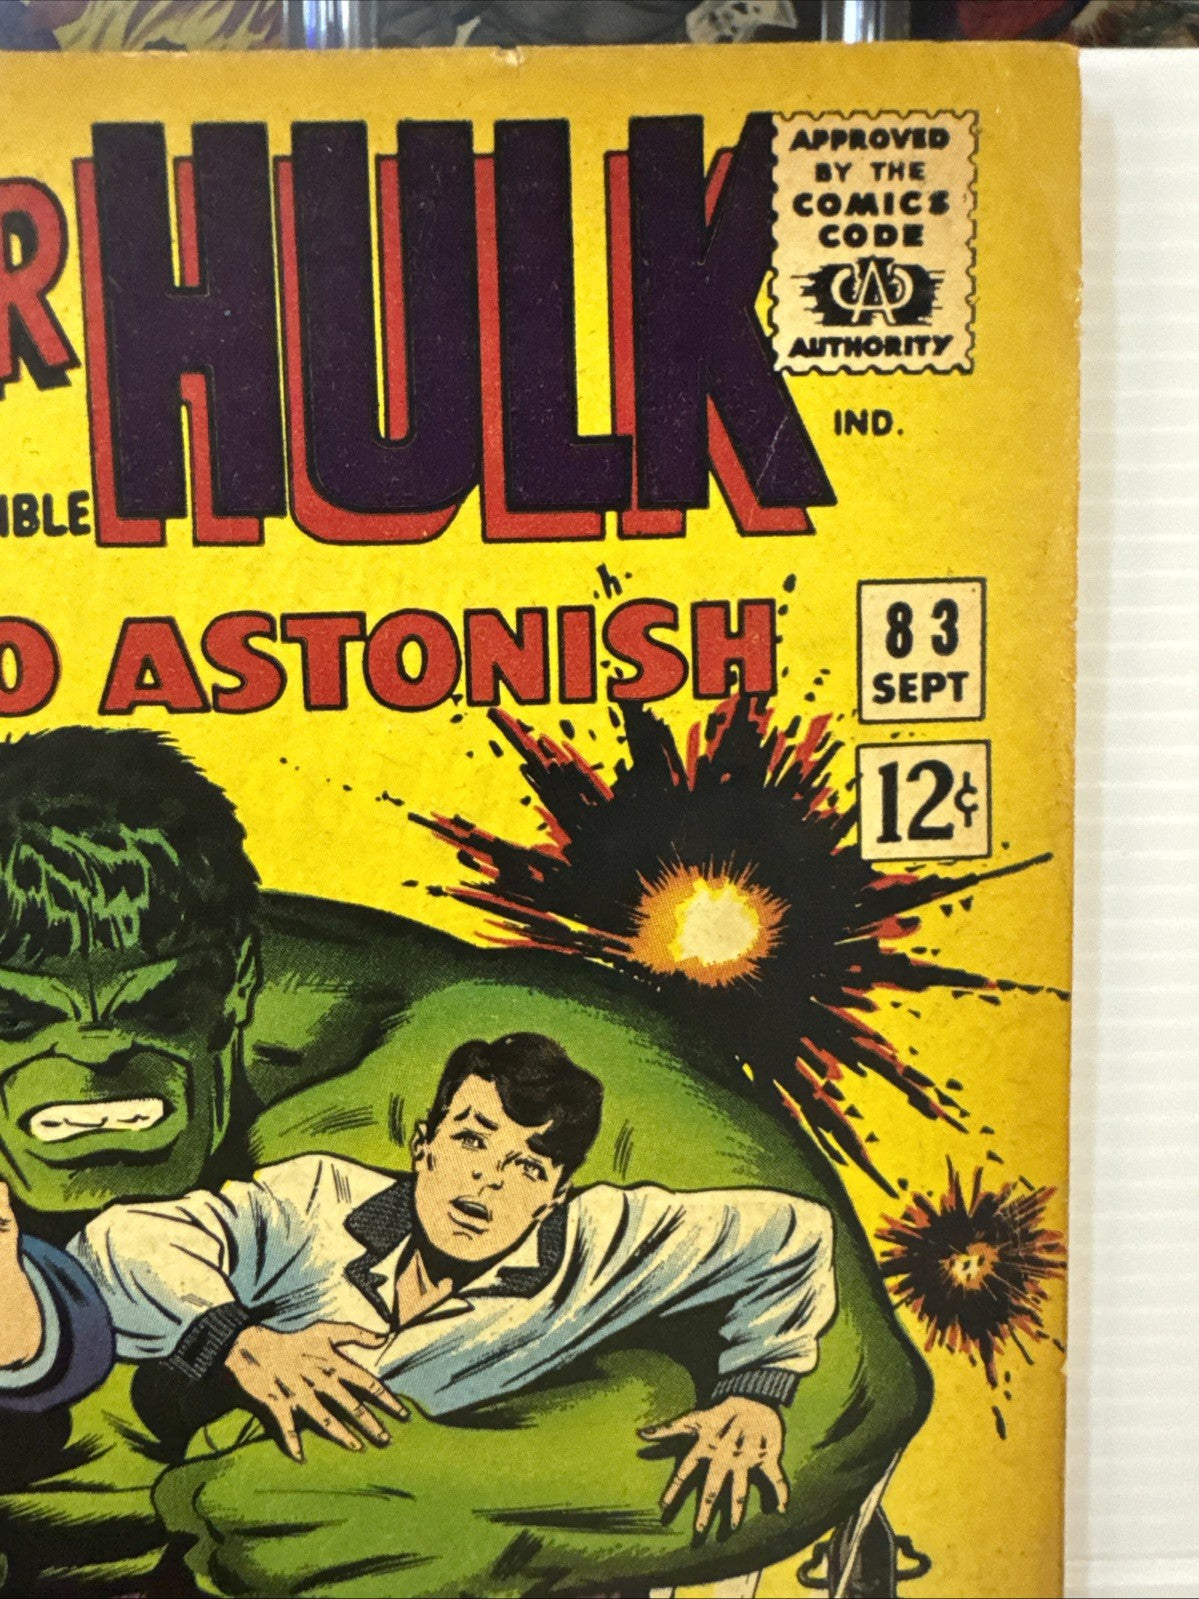 R HULK
APPROVED
BY THE
COMICS
CODE
CA
AUTHORITY
IND.
IBLE
O ASTONISH
h.
83
SEPT
12¢